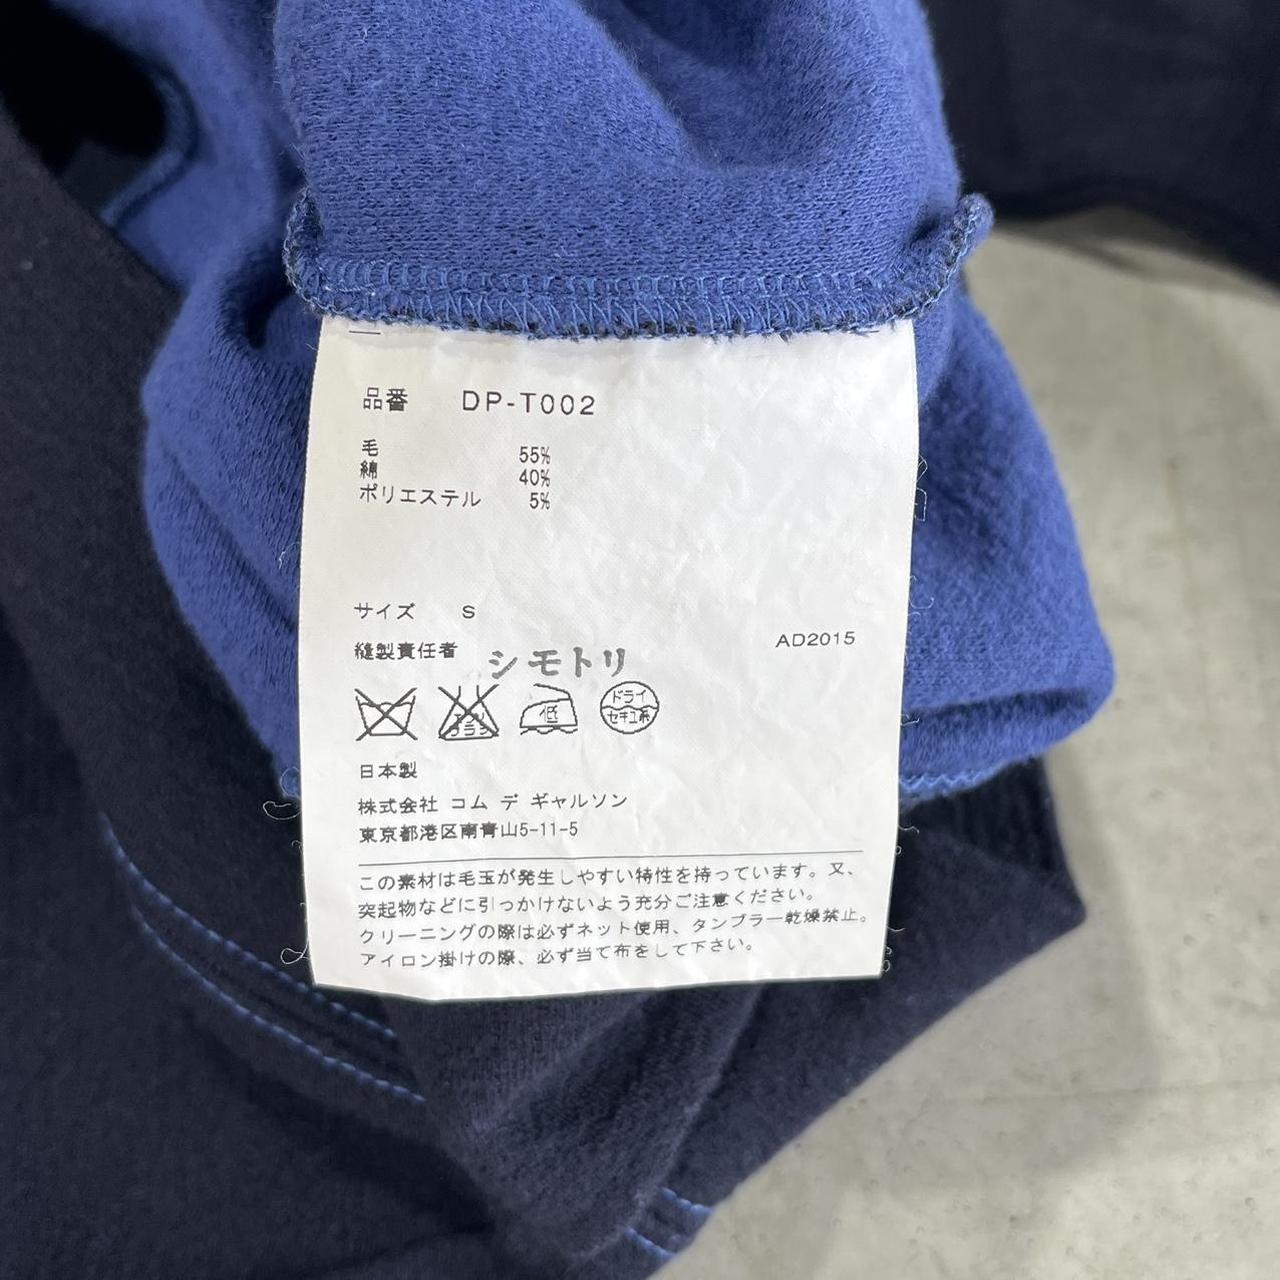 品番 DP-T002
毛 55%
綿 40%
ポリエステル 5%
サイズ S
AD2015
縫製責任者 シモトリ
エンソサラシ
低
ドライ
セキユ系
日本製
株式会社 コム デ ギャルソン
東京都港区南青山5-11-5
この素材は毛玉が発生しやすい特性を持っています。又、
突起物などに引っかけないよう充分ご注意ください。
クリーニングの際は必ずネット使用、タンブラー乾燥禁止。
アイロン掛けの際、必ず当て布をして下さい。